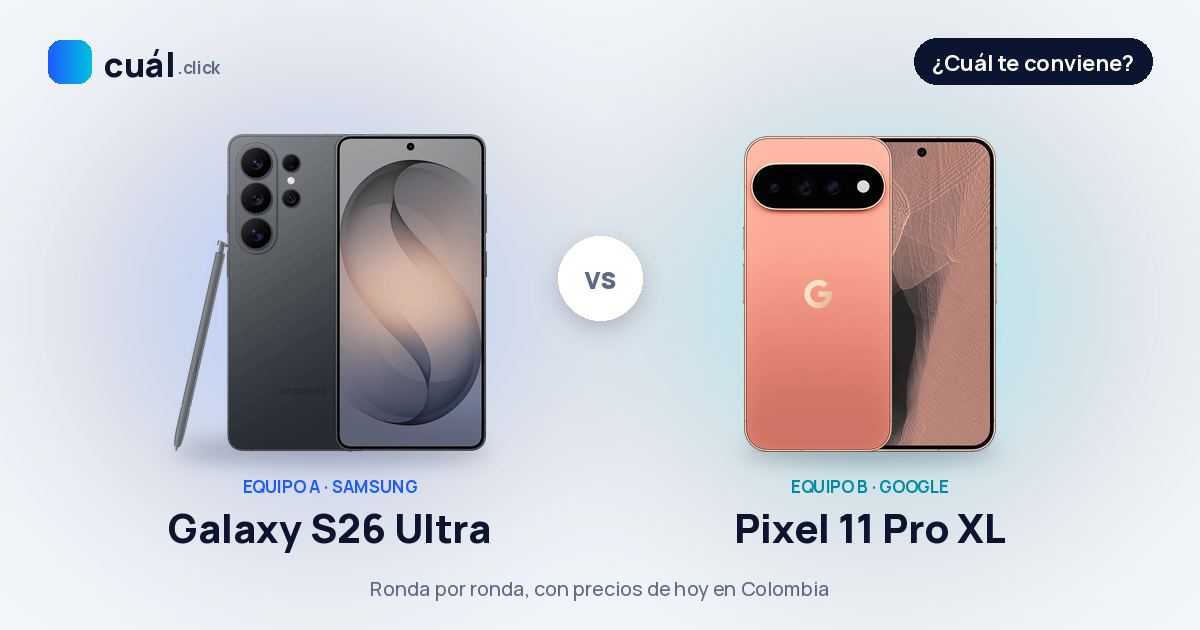 cuál.click
¿Cuál te conviene?
SAMSUNG
G
VS
EQUIPO A · SAMSUNG
EQUIPO B · GOOGLE
Galaxy S26 Ultra
Pixel 11 Pro XL
Ronda por ronda, con precios de hoy en Colombia